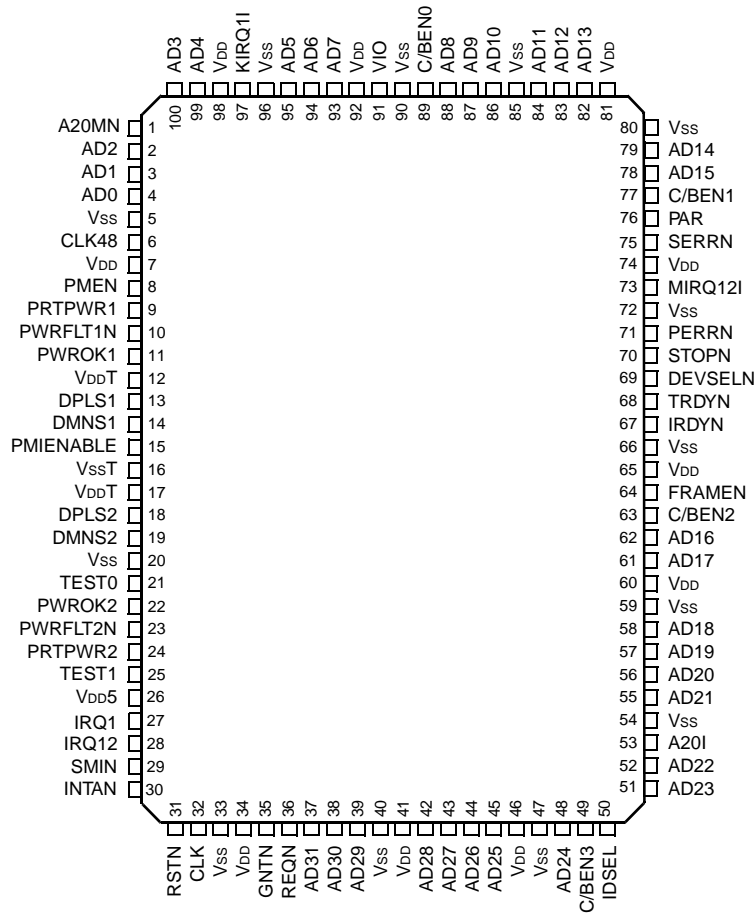 AD3 AD4 VDD KIRQ1I VSS AD5 AD6 AD7 VDD VIO VSS C/BEN0 AD8 AD9 AD10 VSS AD11 AD12 AD13 VDD
100 99 98 97 96 95 94 93 92 91 90 89 88 87 86 85 84 83 82 81
A20MN 1
AD2 2
AD1 3
AD0 4
VSS 5
CLK48 6
VDD 7
PMEN 8
PRTPWR1 9
PWRFLT1N 10
PWROK1 11
VDDT 12
DPLS1 13
DMNS1 14
PMIENABLE 15
VSST 16
VDDT 17
DPLS2 18
DMNS2 19
VSS 20
TEST0 21
PWROK2 22
PWRFLT2N 23
PRTPWR2 24
TEST1 25
VDD5 26
IRQ1 27
IRQ12 28
SMIN 29
INTAN 30
80 VSS
79 AD14
78 AD15
77 C/BEN1
76 PAR
75 SERRN
74 VDD
73 MIRQ12I
72 VSS
71 PERRN
70 STOPN
69 DEVSELN
68 TRDYN
67 IRDYN
66 VSS
65 VDD
64 FRAMEN
63 C/BEN2
62 AD16
61 AD17
60 VDD
59 VSS
58 AD18
57 AD19
56 AD20
55 AD21
54 VSS
53 A20I
52 AD22
51 AD23
31 32 33 34 35 36 37 38 39 40 41 42 43 44 45 46 47 48 49 50
RSTN CLK VSS VDD GNTN REQN AD31 AD30 AD29 VSS VDD AD28 AD27 AD26 AD25 VDD VSS AD24 C/BEN3 IDSEL